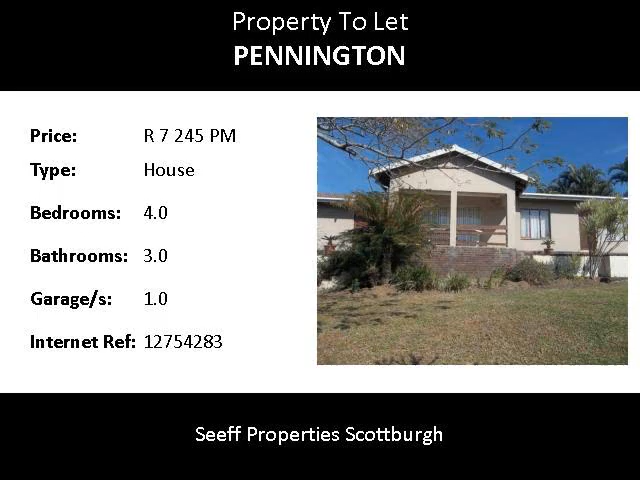 Property To Let
PENNINGTON
Price: R 7 245 PM
Type: House
Bedrooms: 4.0
Bathrooms: 3.0
Garage/s: 1.0
Internet Ref: 12754283
Seeff Properties Scottburgh